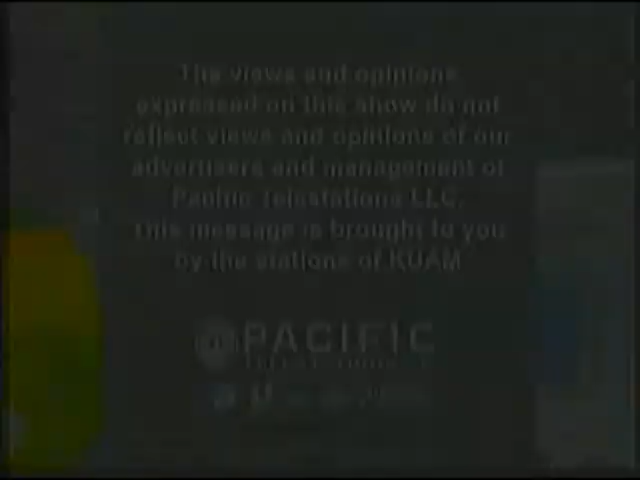 The views and opinions
expressed on this show do not
reflect views and opinions of our
advertisers and management of
Pacific Telestations LLC.
This message is brought to you
by the stations of KUAM
PACIFIC
TELESTATIONS